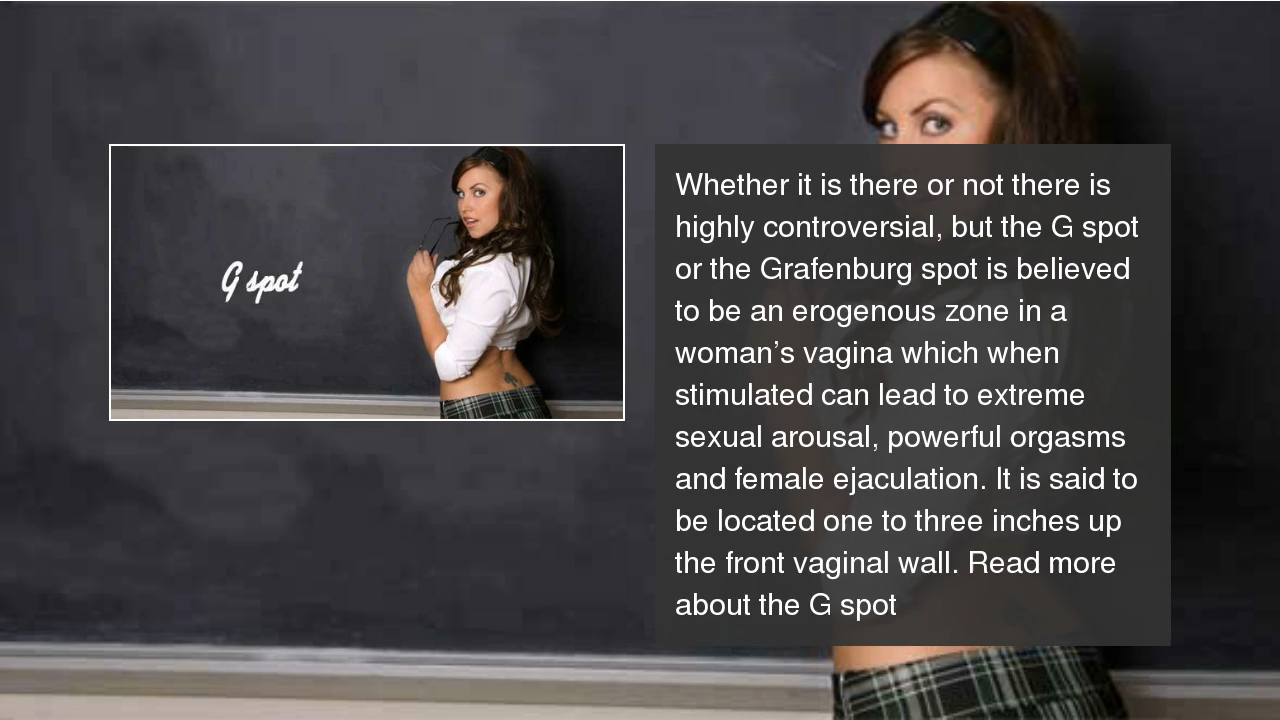 G spot
Whether it is there or not there is
highly controversial, but the G spot
or the Grafenburg spot is believed
to be an erogenous zone in a
woman’s vagina which when
stimulated can lead to extreme
sexual arousal, powerful orgasms
and female ejaculation. It is said to
be located one to three inches up
the front vaginal wall. Read more
about the G spot